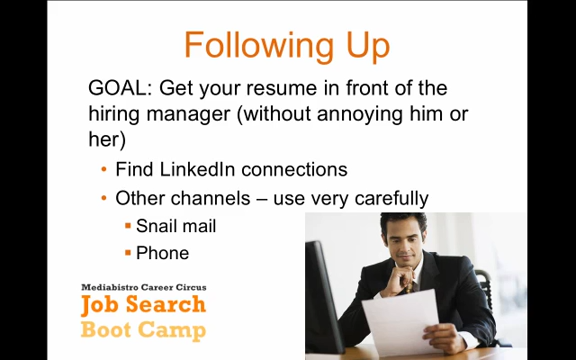 Following Up
GOAL: Get your resume in front of the
hiring manager (without annoying him or
her)
• Find LinkedIn connections
• Other channels – use very carefully
▪ Snail mail
▪ Phone
Mediabistro Career Circus
Job Search
Boot Camp